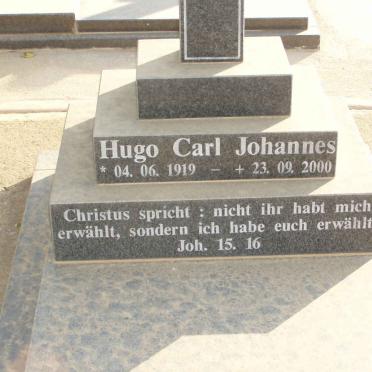 Hugo Carl Johannes
* 04. 06. 1919 – + 23. 09. 2000
Christus spricht : nicht ihr habt mich
erwählt, sondern ich habe euch erwählt
Joh. 15. 16